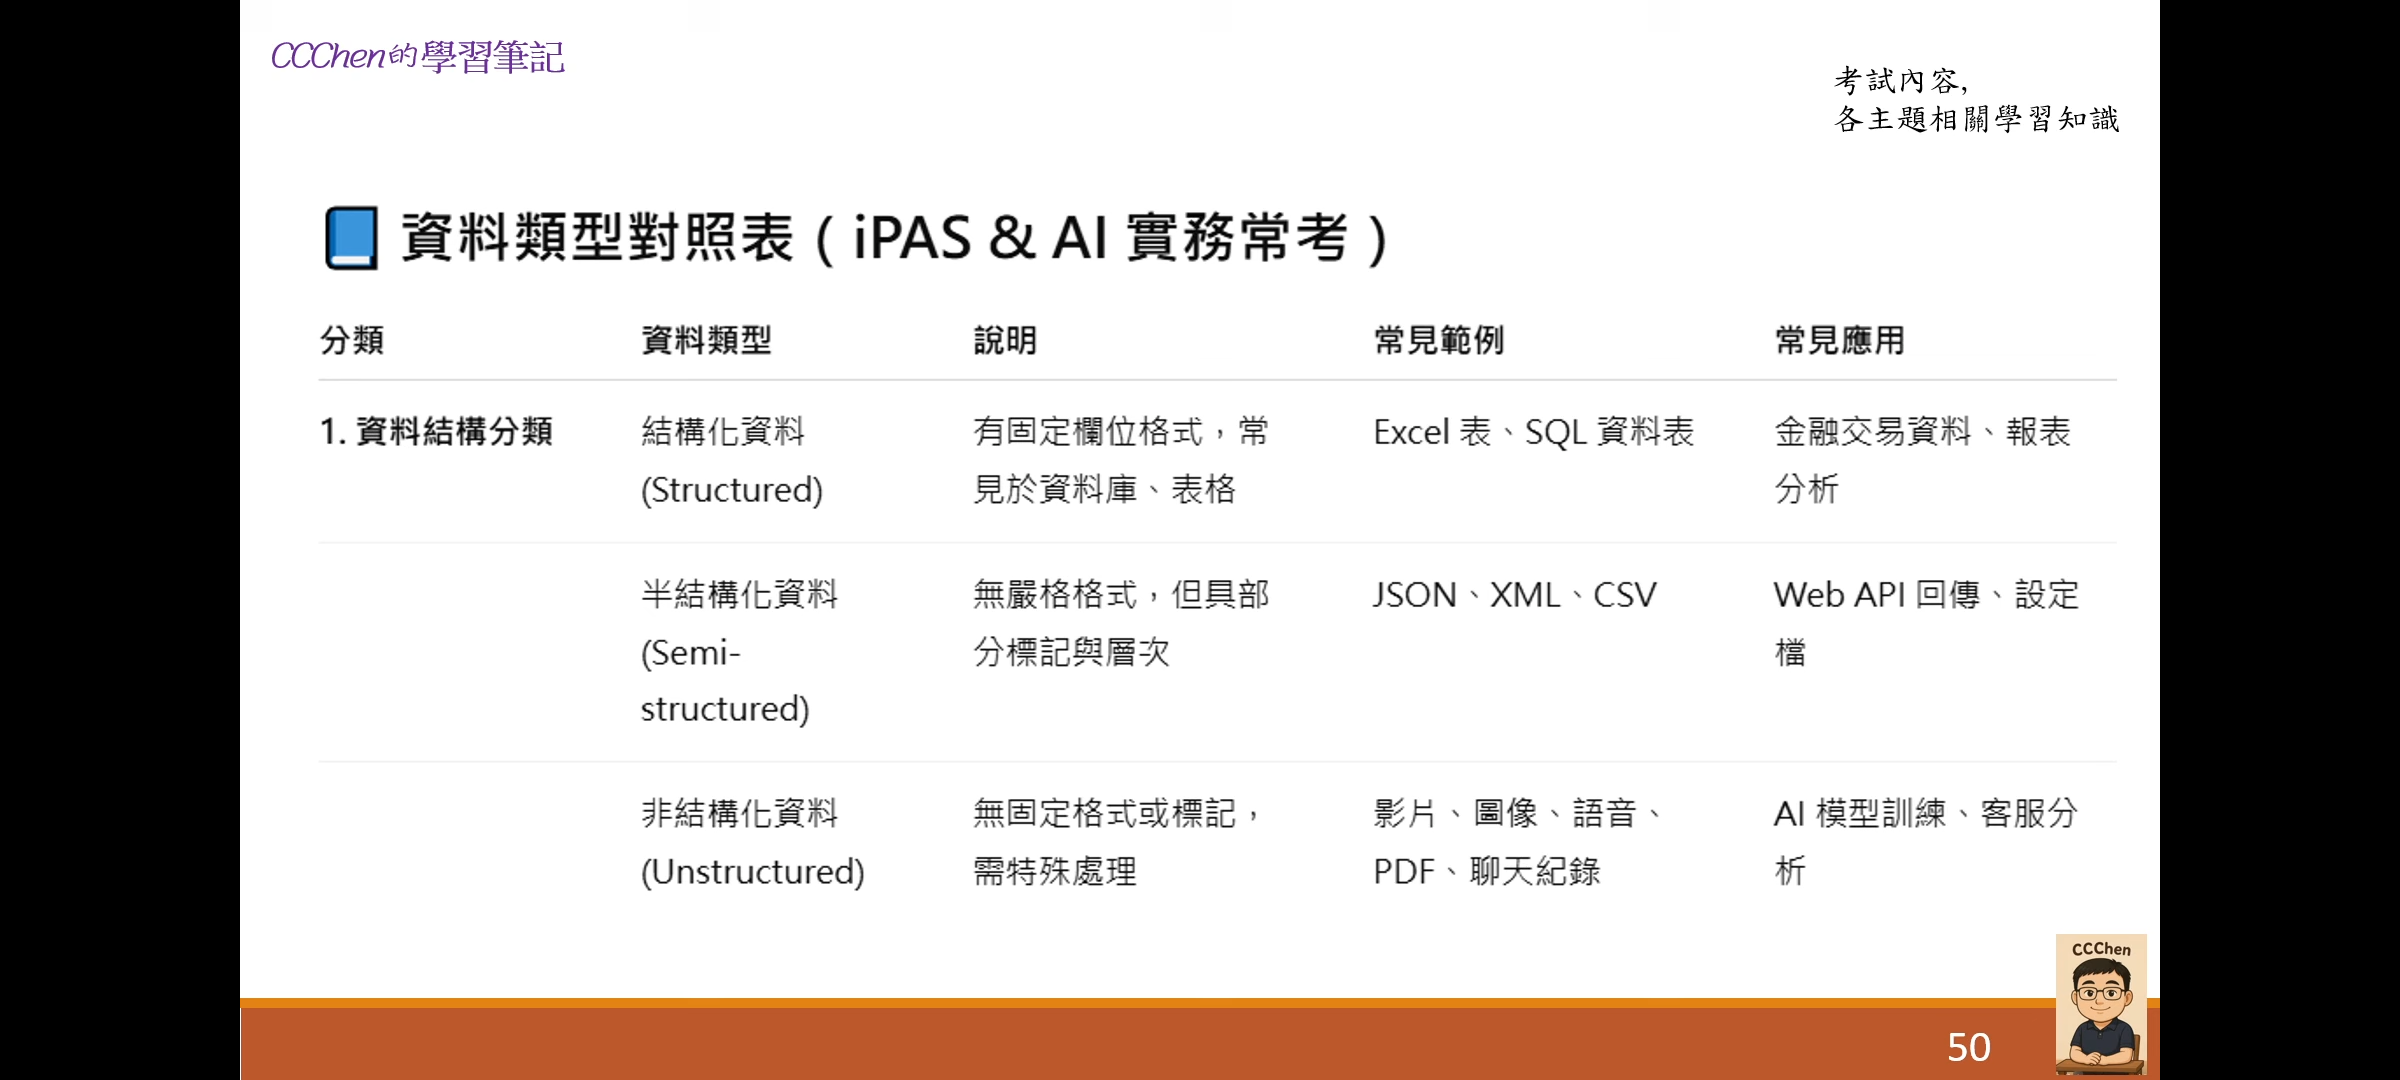 CCChen的學習筆記
考試內容,
各主題相關學習知識
資料類型對照表（iPAS & AI 實務常考）
分類 資料類型 說明 常見範例 常見應用
1. 資料結構分類 結構化資料 有固定欄位格式，常 Excel 表、SQL 資料表 金融交易資料、報表
(Structured) 見於資料庫、表格 分析
半結構化資料 無嚴格格式，但具部 JSON、XML、CSV Web API 回傳、設定
(Semi- 分標記與層次 檔
structured)
非結構化資料 無固定格式或標記， 影片、圖像、語音、 AI 模型訓練、客服分
(Unstructured) 需特殊處理 PDF、聊天紀錄 析
CCChen
50